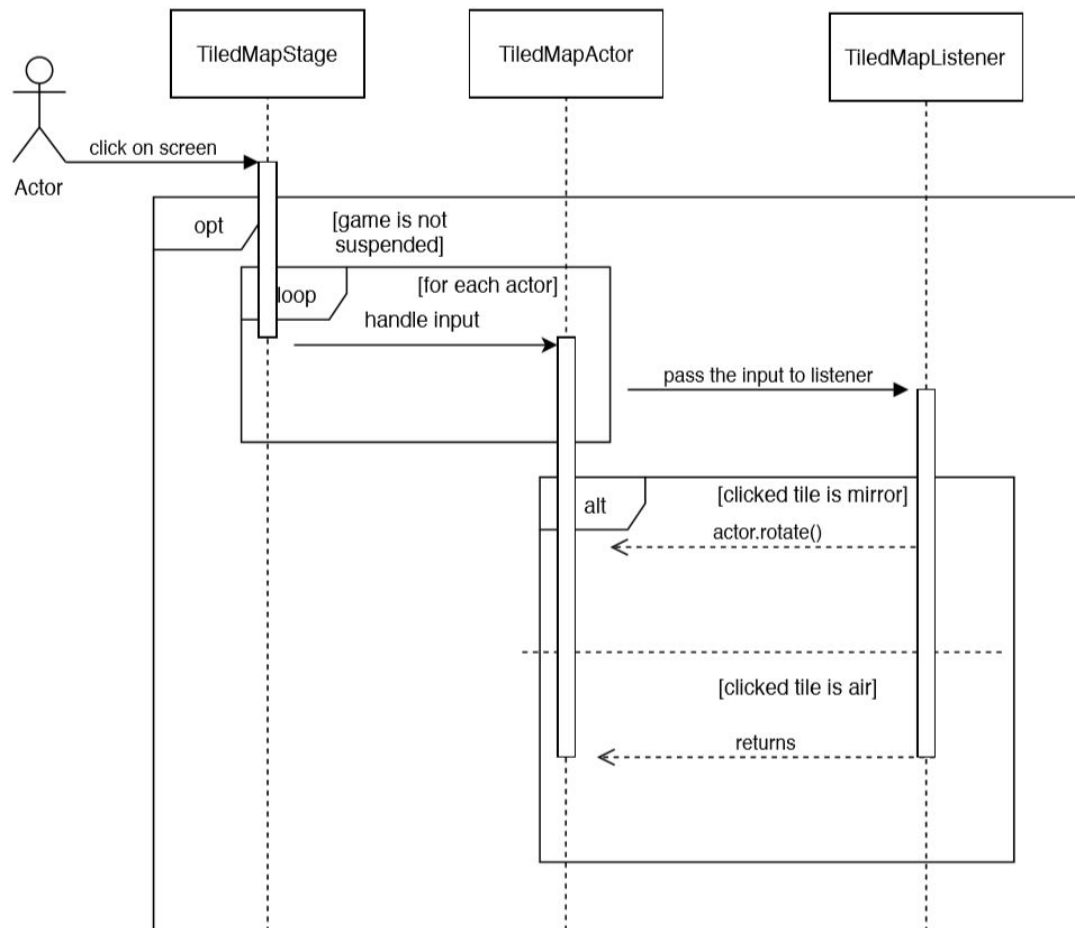 TiledMapStage
TiledMapActor
TiledMapListener
click on screen
Actor
opt
[game is not
suspended]
loop
[for each actor]
handle input
pass the input to listener
alt
[clicked tile is mirror]
actor.rotate()
[clicked tile is air]
returns